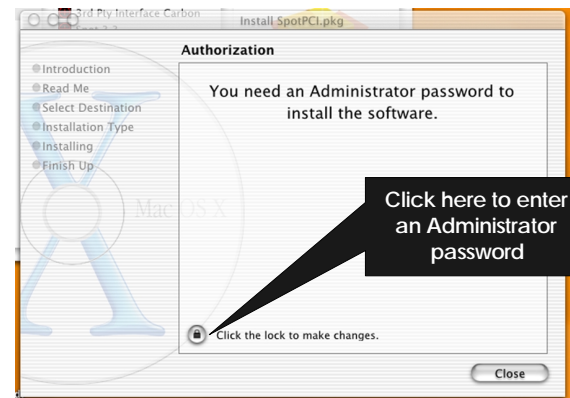 3rd Pty Interface Carbon
Install SpotPCI.pkg
Authorization
Introduction
Read Me
Select Destination
Installation Type
Installing
Finish Up
You need an Administrator password to
install the software.
Mac OS X
Click here to enter
an Administrator
password
Click the lock to make changes.
Close